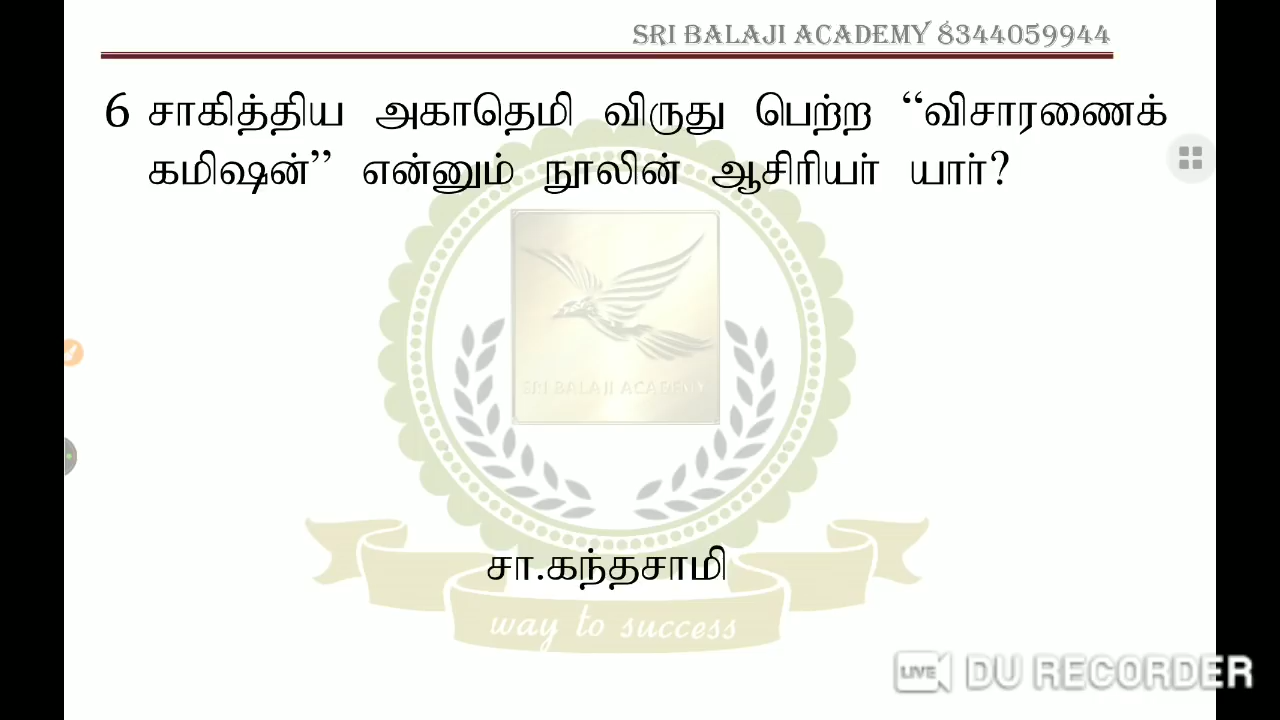 SRI BALAJI ACADEMY 8344059944
6 சாகித்திய அகாதெமி விருது பெற்ற “விசாரணைக்
கமிஷன்” என்னும் நூலின் ஆசிரியர் யார்?
SRI BALAJI ACADEMY
சா.கந்தசாமி
way to success
LIVE DU RECORDER